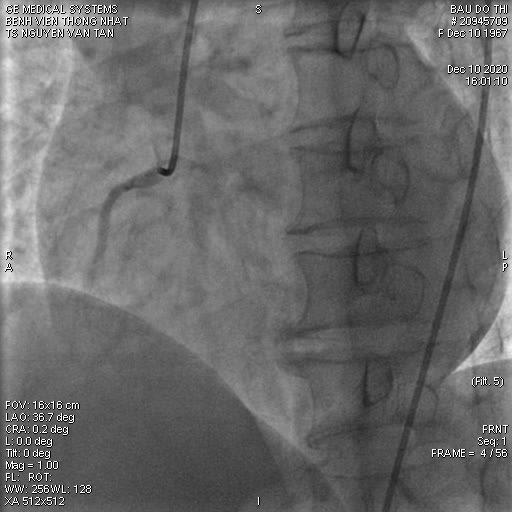 GE MEDICAL SYSTEMS
BENH VIEN THONG NHAT
TS NGUYEN VAN TAN
S
BAU DO THI
# 20945709
F Dec 10 1967
Dec 10 2020
16:01:10
R
A
L
P
FOV: 16x16 cm
LAO: 36.7 deg
CRA: 0.2 deg
L: 0.0 deg
Tilt: 0 deg
Mag = 1.00
FL: ROT:
WW: 256WL: 128
XA 512x512
I
(Filt. 5)
FRNT
Seq: 1
FRAME = 4 / 56